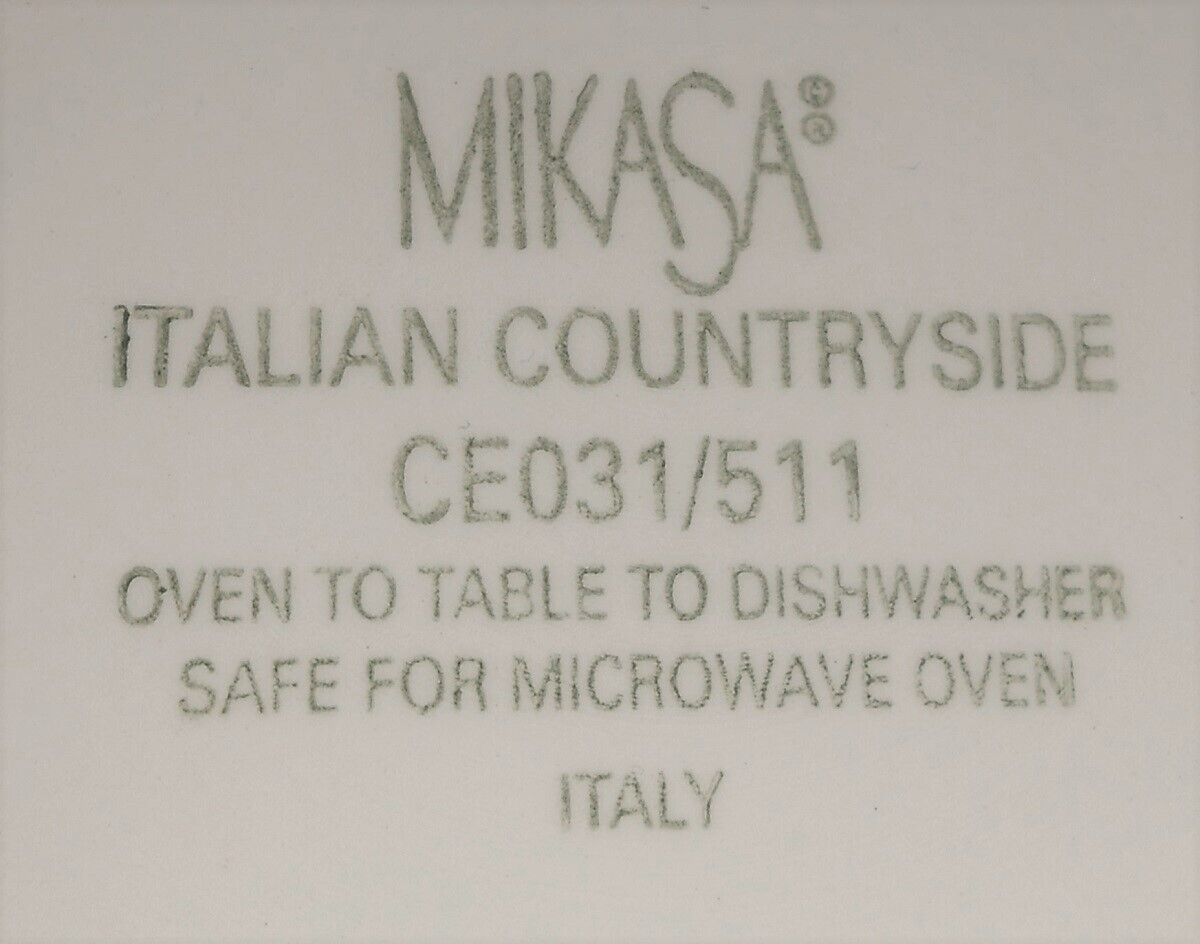 MIKASA®
ITALIAN COUNTRYSIDE
CE031/511
OVEN TO TABLE TO DISHWASHER
SAFE FOR MICROWAVE OVEN
ITALY